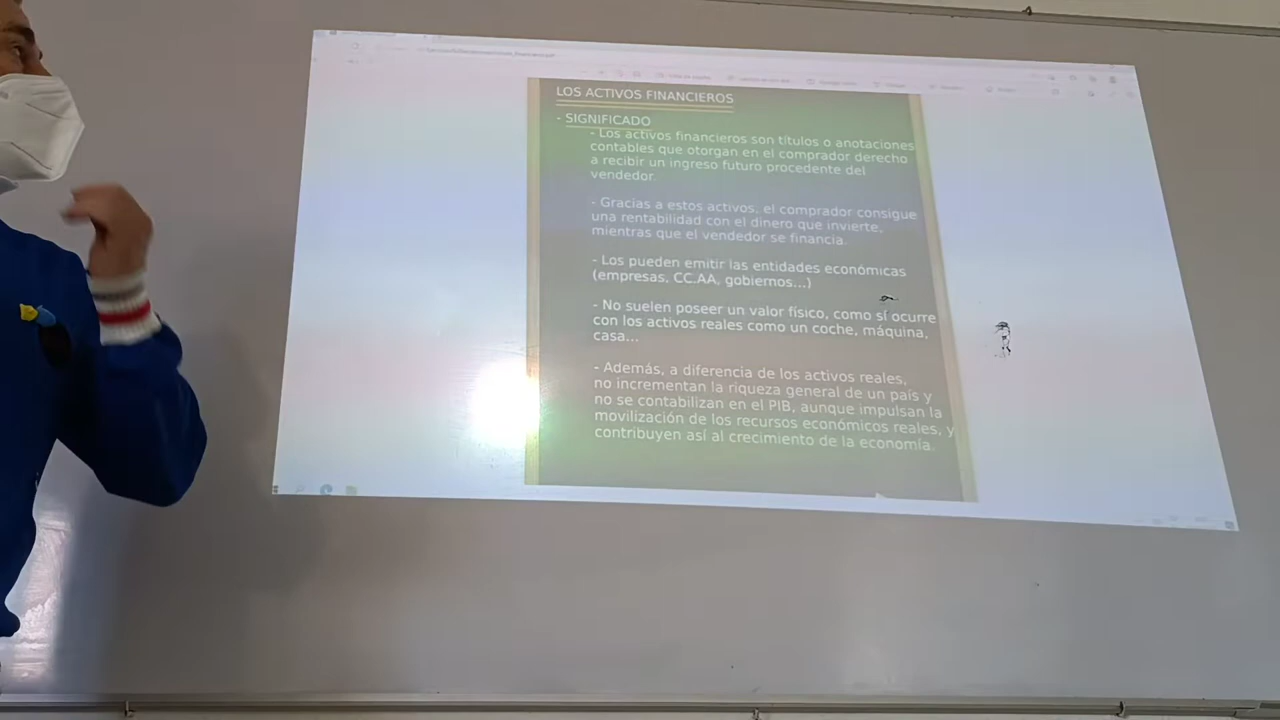 LOS ACTIVOS FINANCIEROS
- SIGNIFICADO
- Los activos financieros son títulos o anotaciones
contables que otorgan en el comprador derecho
a recibir un ingreso futuro procedente del
vendedor.
- Gracias a estos activos, el comprador consigue
una rentabilidad con el dinero que invierte,
mientras que el vendedor se financia.
- Los pueden emitir las entidades económicas
(empresas, CC.AA, gobiernos...)
- No suelen poseer un valor físico, como sí ocurre
con los activos reales como un coche, máquina,
casa...
- Además, a diferencia de los activos reales,
no incrementan la riqueza general de un país y
no se contabilizan en el PIB, aunque impulsan la
movilización de los recursos económicos reales, y
contribuyen así al crecimiento de la economía.